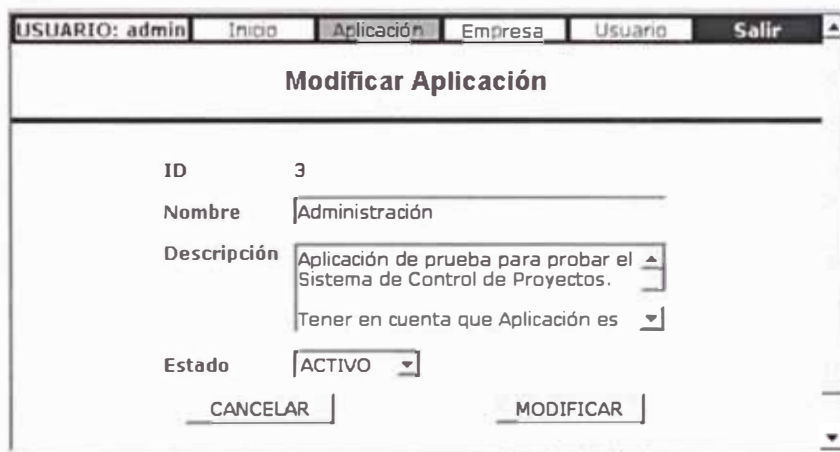 USUARIO: admin Inicio Aplicación Empresa Usuario Salir
Modificar Aplicación
ID 3
Nombre Administración
Descripción Aplicación de prueba para probar el
Sistema de Control de Proyectos.
Tener en cuenta que Aplicación es
Estado ACTIVO
CANCELAR MODIFICAR